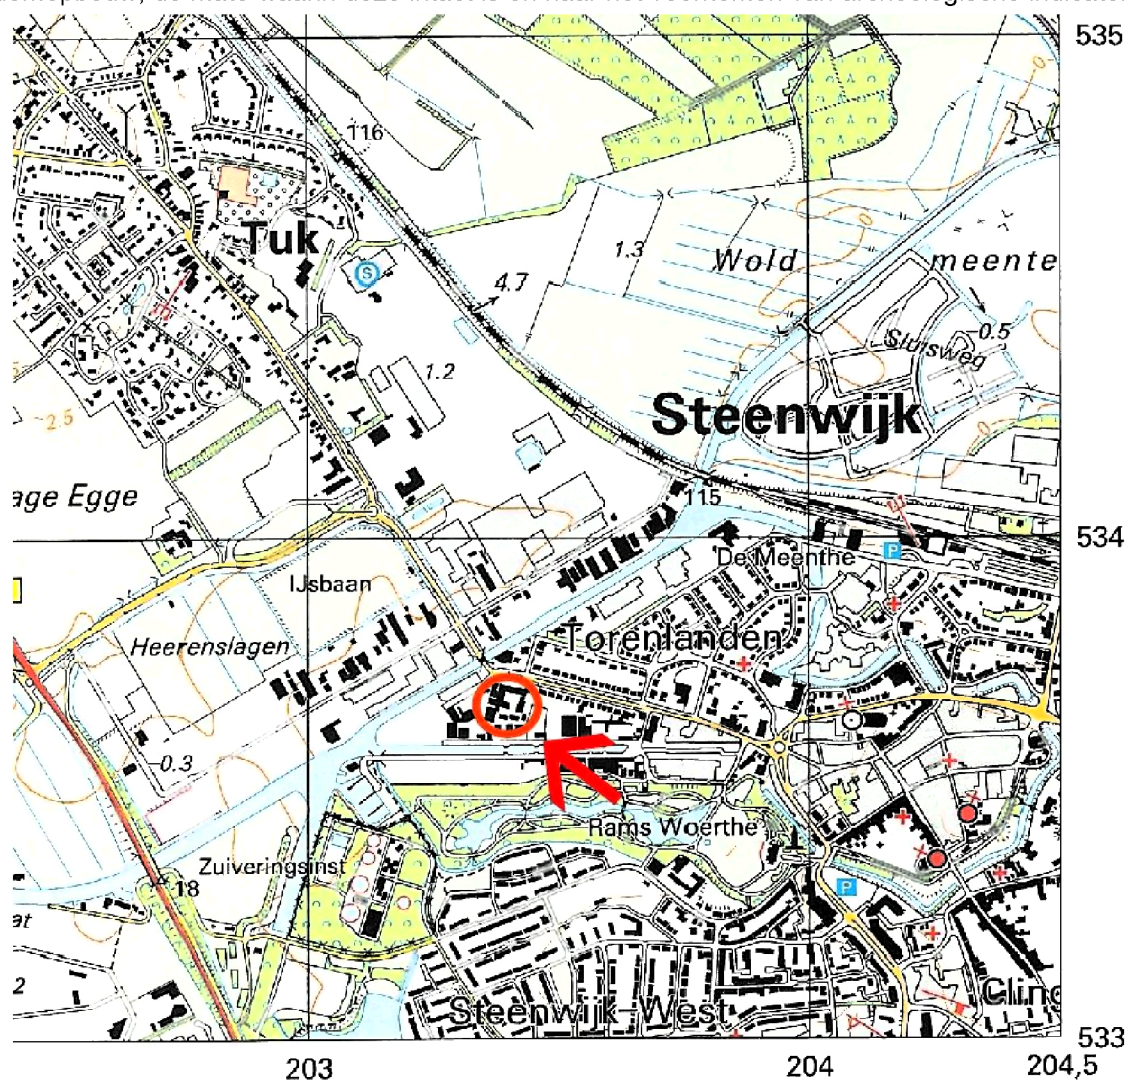 535
116
Tuk
S
1.3
Wold
meente
4.7
Sluisweg
-0.5
1.2
Steenwijk
-2.5
age Egge
115
534
P
De Meenthe
IJsbaan
Torenlanden
Heerenslagen
-0.3
Rams Woerthe
Zuiveringsinst
18
P
at
2
Steenwijk-West
Cling
533
203
204
204,5